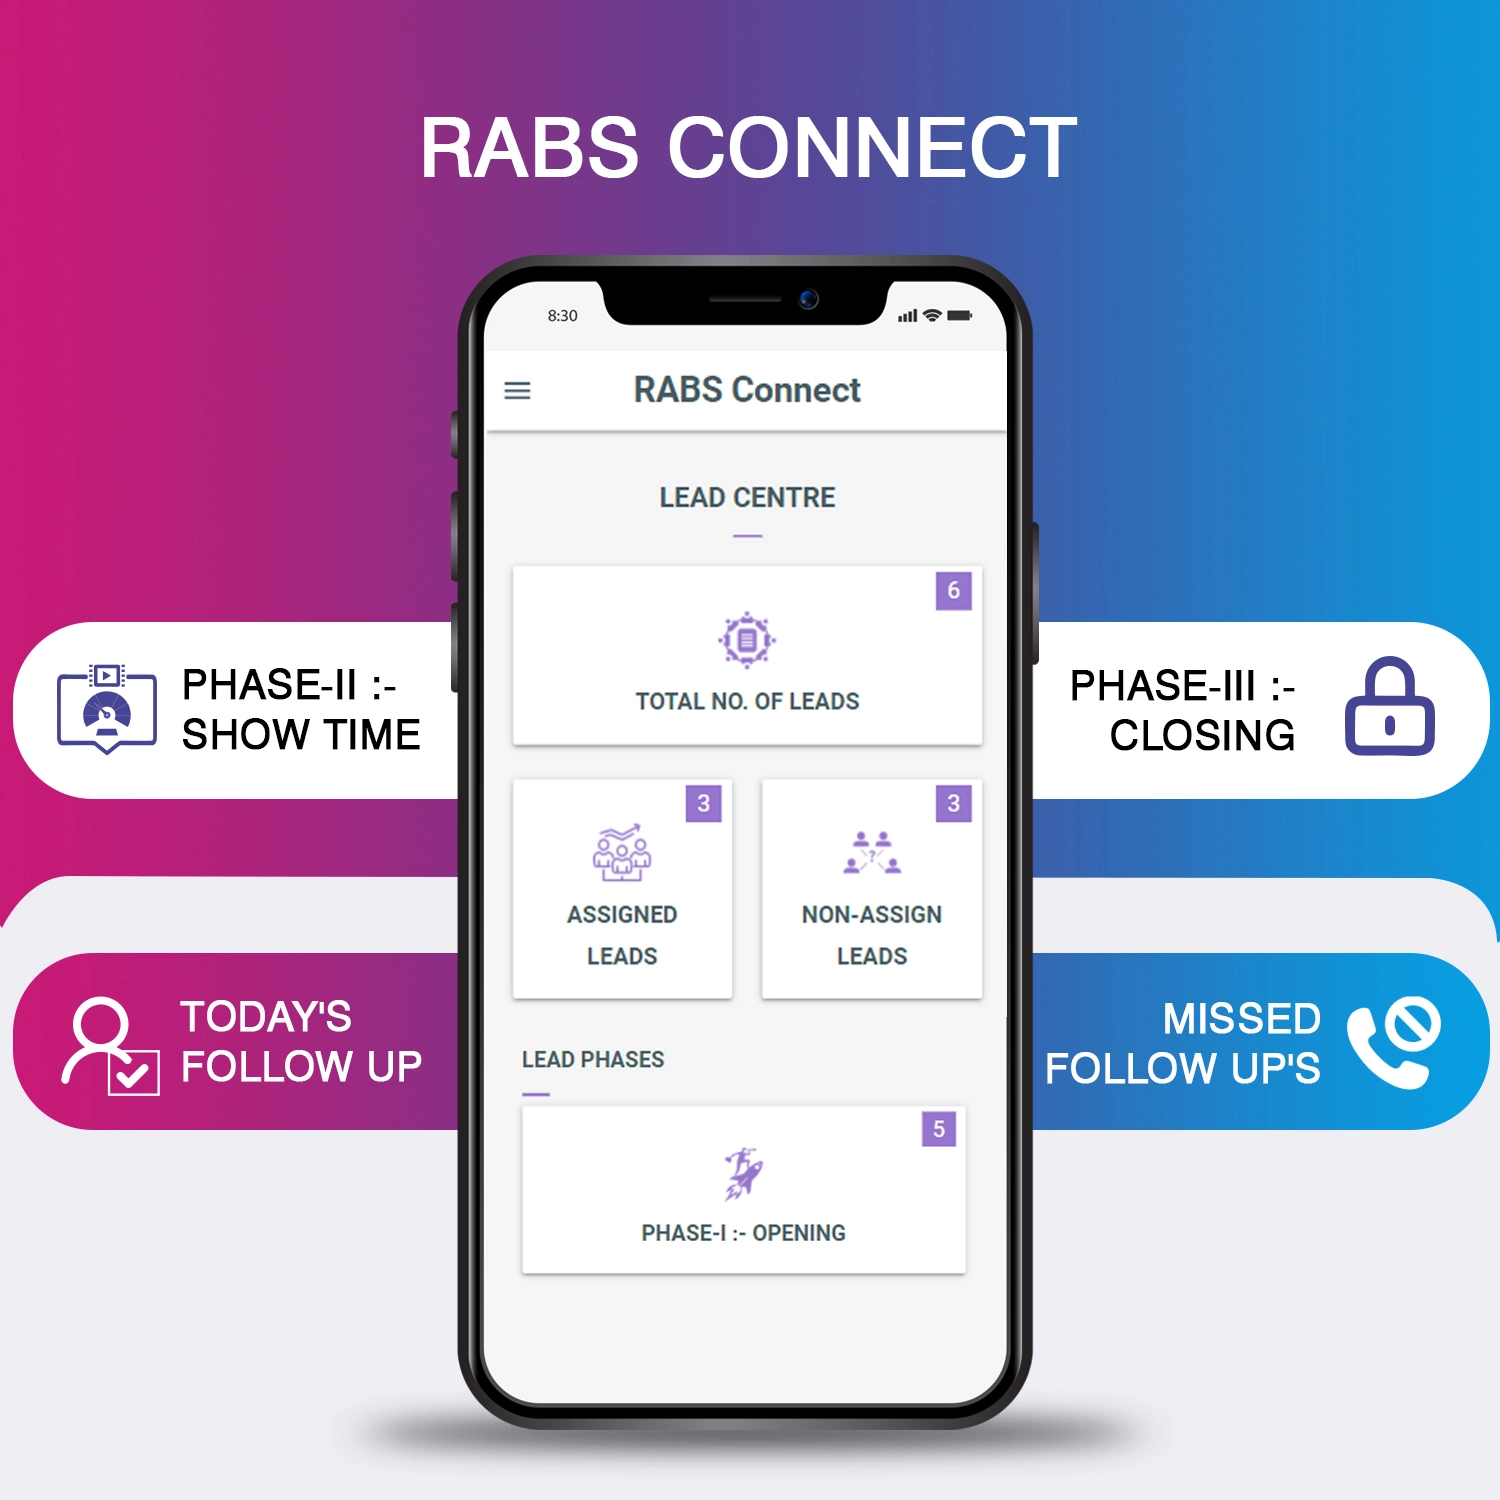 RABS CONNECT
8:30
RABS Connect
LEAD CENTRE
6
TOTAL NO. OF LEADS
3
ASSIGNED
LEADS
3
NON-ASSIGN
LEADS
LEAD PHASES
5
PHASE-I :- OPENING
PHASE-II :-
SHOW TIME
PHASE-III :-
CLOSING
TODAY'S
FOLLOW UP
MISSED
FOLLOW UP'S